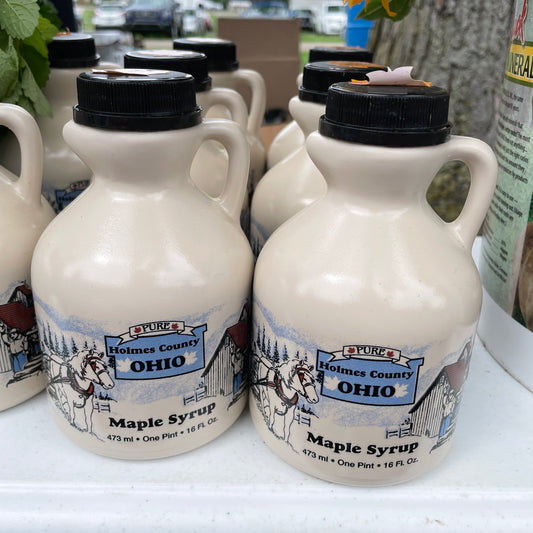 PURE
Holmes County
OHIO
Maple Syrup
473 ml • One Pint • 16 Fl. Oz.
PURE
Holmes County
OHIO
Maple Syrup
473 ml • One Pint • 16 Fl. Oz.